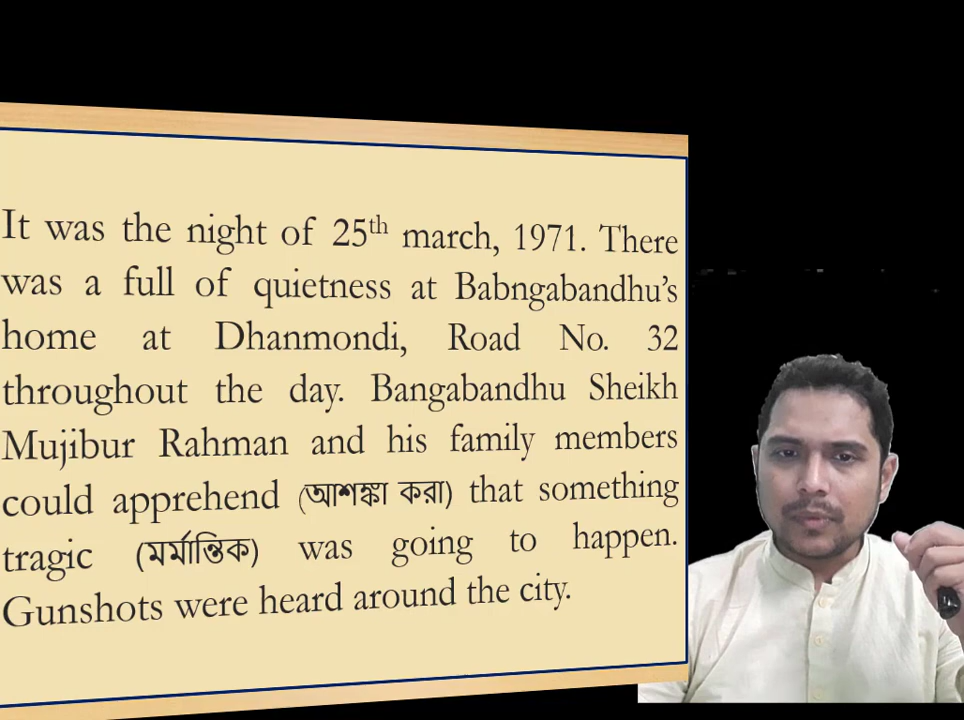 It was the night of 25th march, 1971. There
was a full of quietness at Babngabandhu's
home at Dhanmondi, Road No. 32
throughout the day. Bangabandhu Sheikh
Mujibur Rahman and his family members
could apprehend (আশঙ্কা করা) that something
tragic (মর্মান্তিক) was going to happen.
Gunshots were heard around the city.